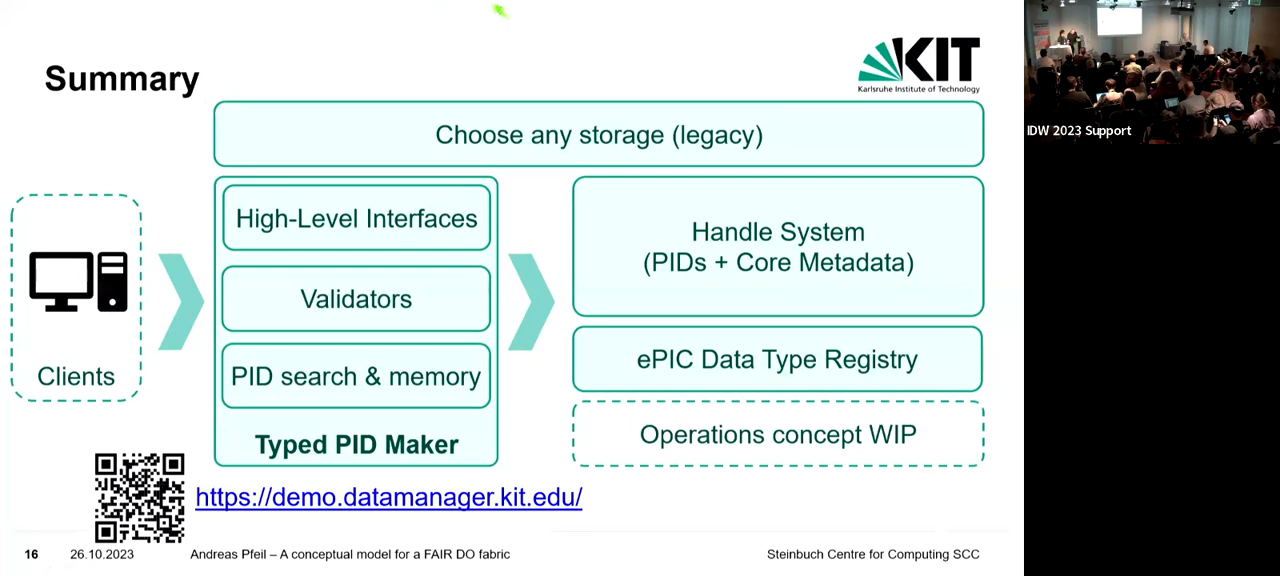 Summary
KIT
Karlsruhe Institute of Technology
Choose any storage (legacy)
High-Level Interfaces
Validators
PID search & memory
Typed PID Maker
Clients
Handle System
(PIDs + Core Metadata)
ePIC Data Type Registry
Operations concept WIP
https://demo.datamanager.kit.edu/
16
26.10.2023
Andreas Pfeil – A conceptual model for a FAIR DO fabric
Steinbuch Centre for Computing SCC
IDW 2023 Support